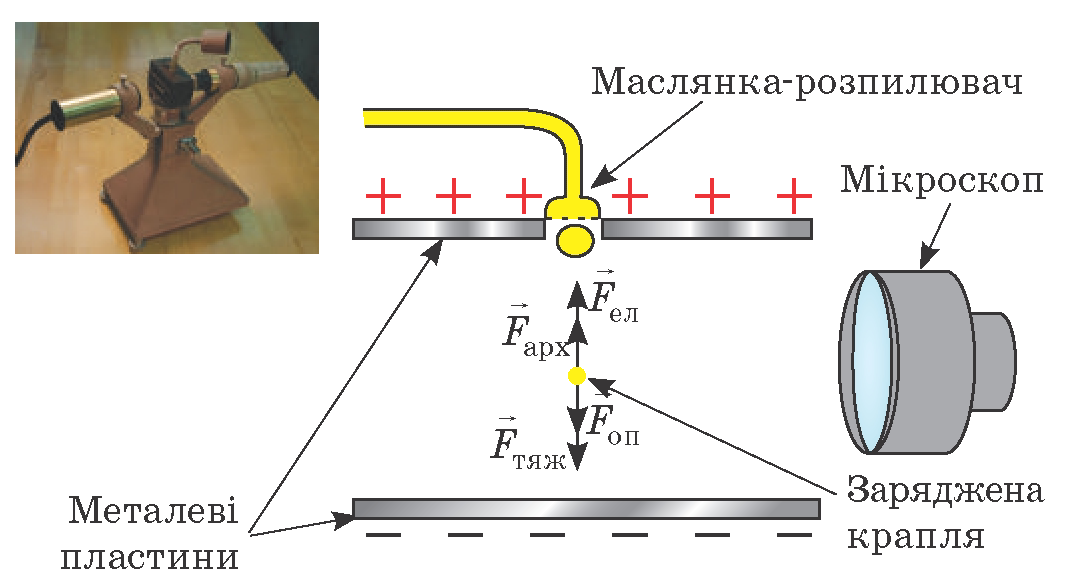 Маслянка-розпилювач
Мікроскоп
+ + + + + +
F⃗ел
F⃗арх
F⃗оп
F⃗тяж
Заряджена
крапля
Металеві
пластини
− − − − − −